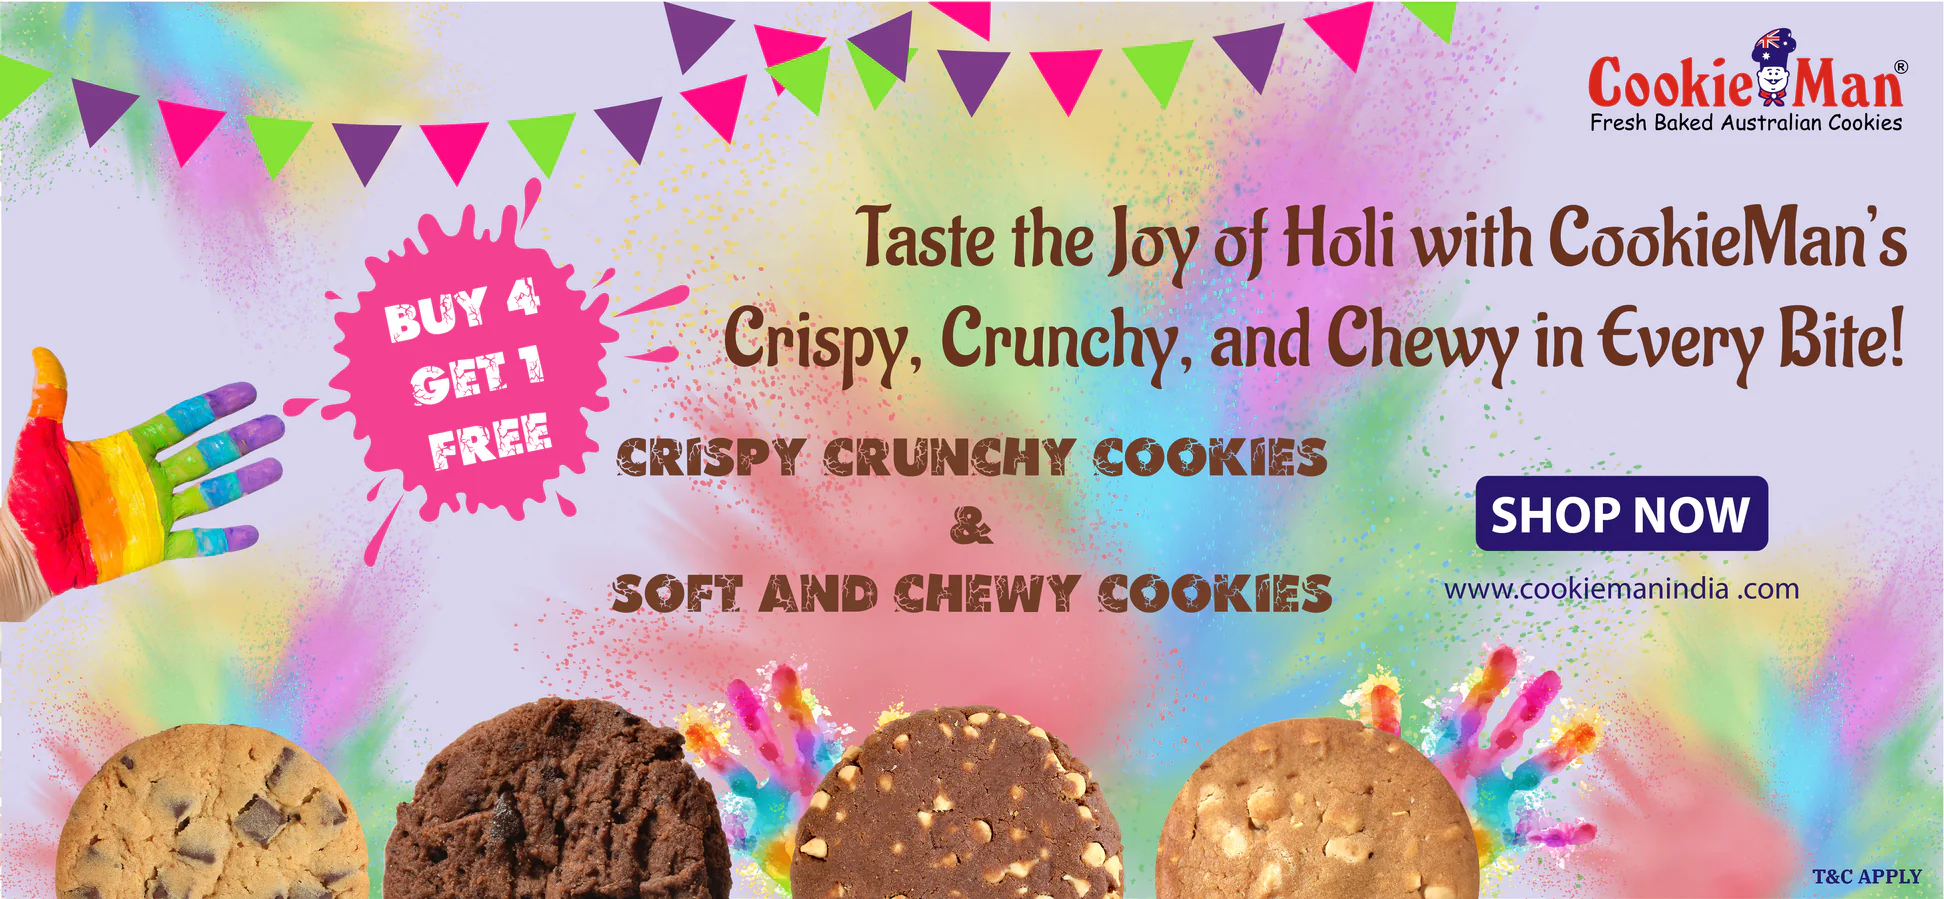 CookieMan®
Fresh Baked Australian Cookies
Taste the Joy of Holi with CookieMan's
Crispy, Crunchy, and Chewy in Every Bite!
BUY 4
GET 1
FREE
CRISPY CRUNCHY COOKIES
&
SOFT AND CHEWY COOKIES
SHOP NOW
www.cookiemanindia .com
T&C APPLY